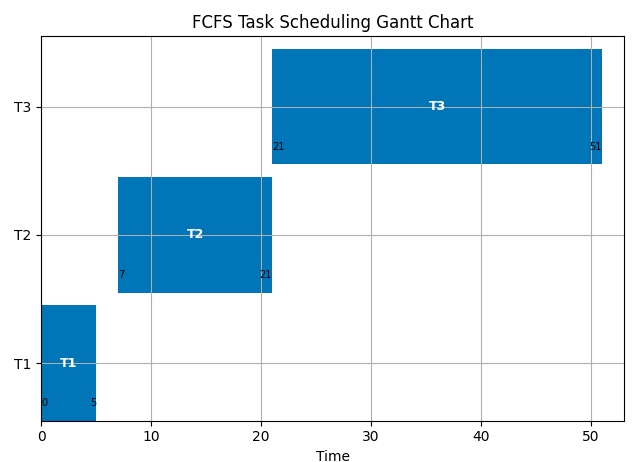 FCFS Task Scheduling Gantt Chart
T3
T3
21 51
T2
T2
7 21
T1
T1
0 5
0 10 20 30 40 50
Time